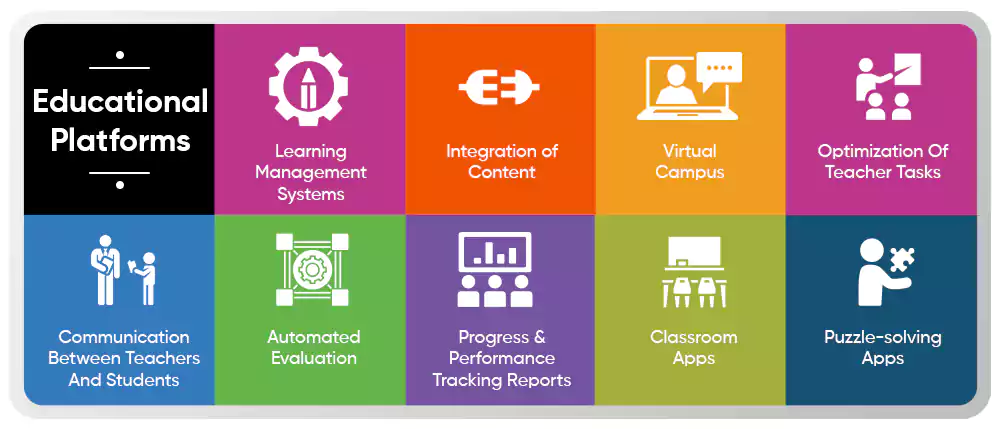 Educational
Platforms
Learning
Management
Systems
Integration of
Content
Virtual
Campus
Optimization Of
Teacher Tasks
Communication
Between Teachers
And Students
Automated
Evaluation
Progress &
Performance
Tracking Reports
Classroom
Apps
Puzzle-solving
Apps